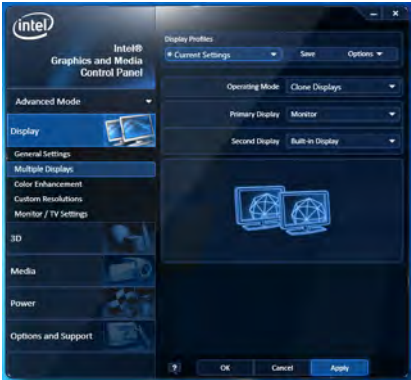 intel
Intel®
Graphics and Media
Control Panel
Advanced Mode
Display
General Settings
Multiple Displays
Color Enhancement
Custom Resolutions
Monitor / TV Settings
3D
Media
Power
Options and Support
Display Profiles
* Current Settings
Save
Options
Operating Mode
Clone Displays
Primary Display
Monitor
Second Display
Built-in Display
?
OK
Cancel
Apply